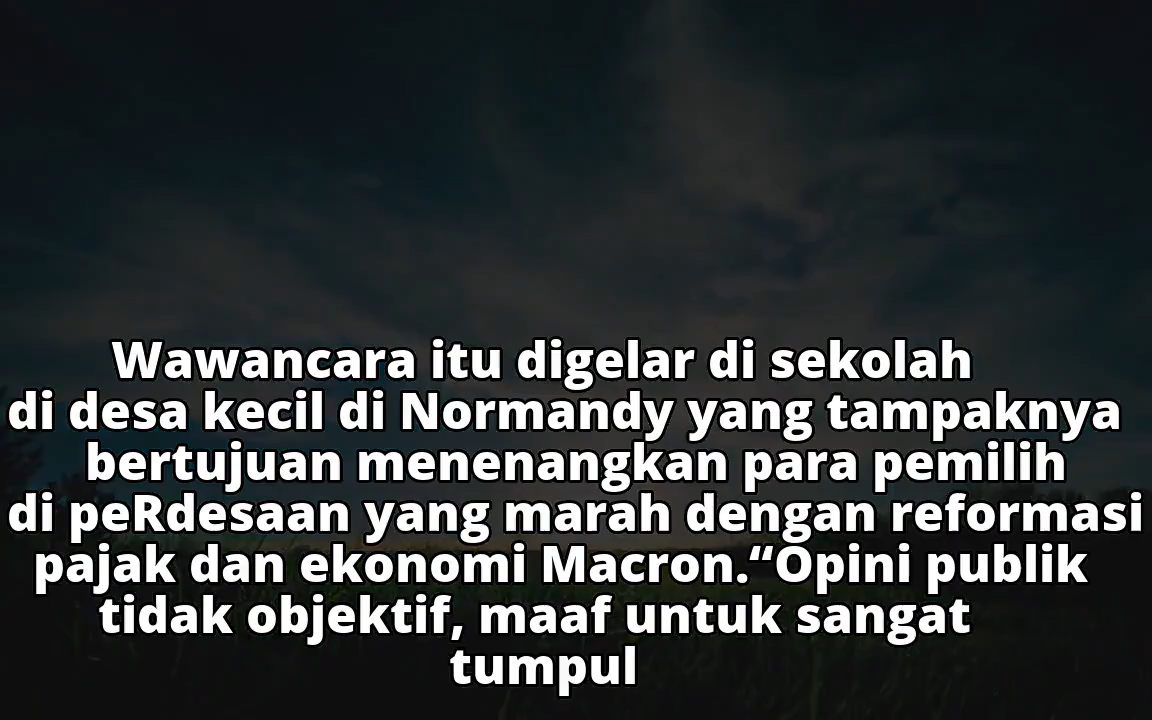 Wawancara itu digelar di sekolah
di desa kecil di Normandy yang tampaknya
bertujuan menenangkan para pemilih
di peRdesaan yang marah dengan reformasi
pajak dan ekonomi Macron.“Opini publik
tidak objektif, maaf untuk sangat
tumpul